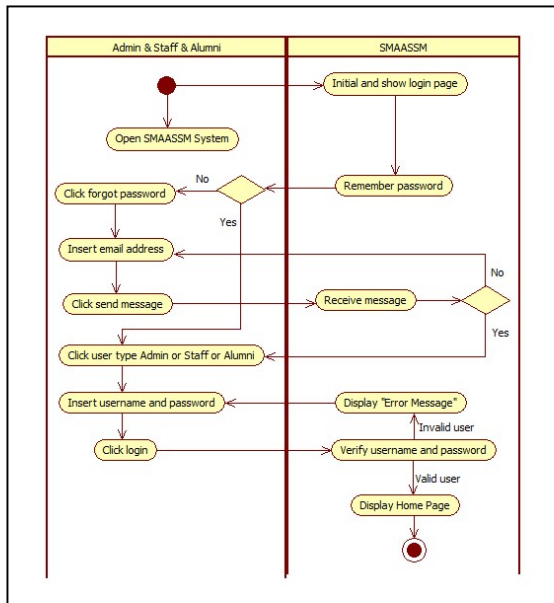 Admin & Staff & Alumni
SMAASSM
Initial and show login page
Open SMAASSM System
Remember password
No
Click forgot password
Yes
Insert email address
No
Click send message
Receive message
Yes
Click user type Admin or Staff or Alumni
Insert username and password
Display "Error Message"
Invalid user
Click login
Verify username and password
Valid user
Display Home Page